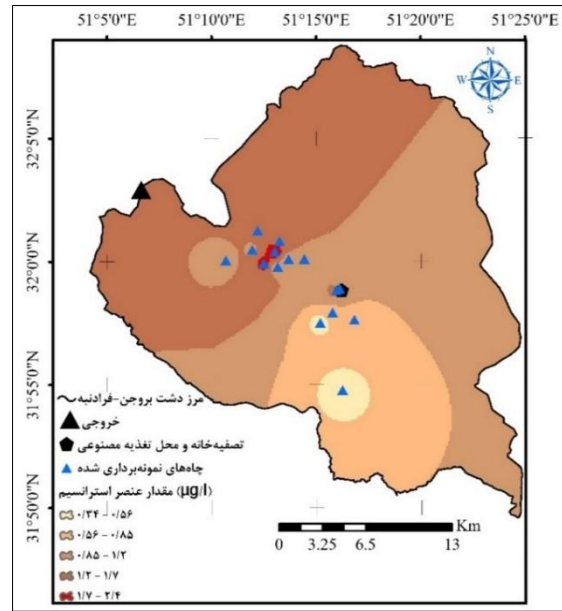 51°5'0"E 51°10'0"E 51°15'0"E 51°20'0"E 51°25'0"E
N
W E
S
32°5'0"N
32°0'0"N
31°55'0"N
31°50'0"N
مرز دشت بروجن-فرادنبه
خروجی
تصفیه‌خانه و محل تغذیه مصنوعی
چاه‌های نمونه‌برداری شده
مقدار عنصر استرانسیم (µg/l)
۰/۳۴ - ۰/۵۶
۰/۵۶ - ۰/۸۵
۰/۸۵ - ۱/۲
۱/۲ - ۱/۷
۱/۷ - ۲/۴
Km
0 3.25 6.5 13